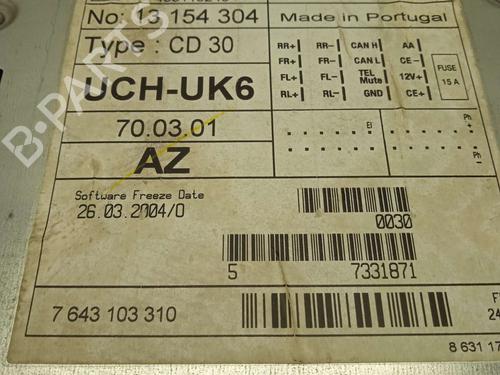 No: 13 154 304
Made in Portugal
Type : CD 30
UCH-UK6
70.03.01
AZ
RR+ RR- CAN H AA
FR+ FR- CAN L CE-
FL+ FL- TEL Mute 12V+
RL+ RL- GND CE+
FUSE
15 A
Software Freeze Date
26.03.2004/0
0030
5 7331871
7 643 103 310
24
8 631 17
B-PARTS